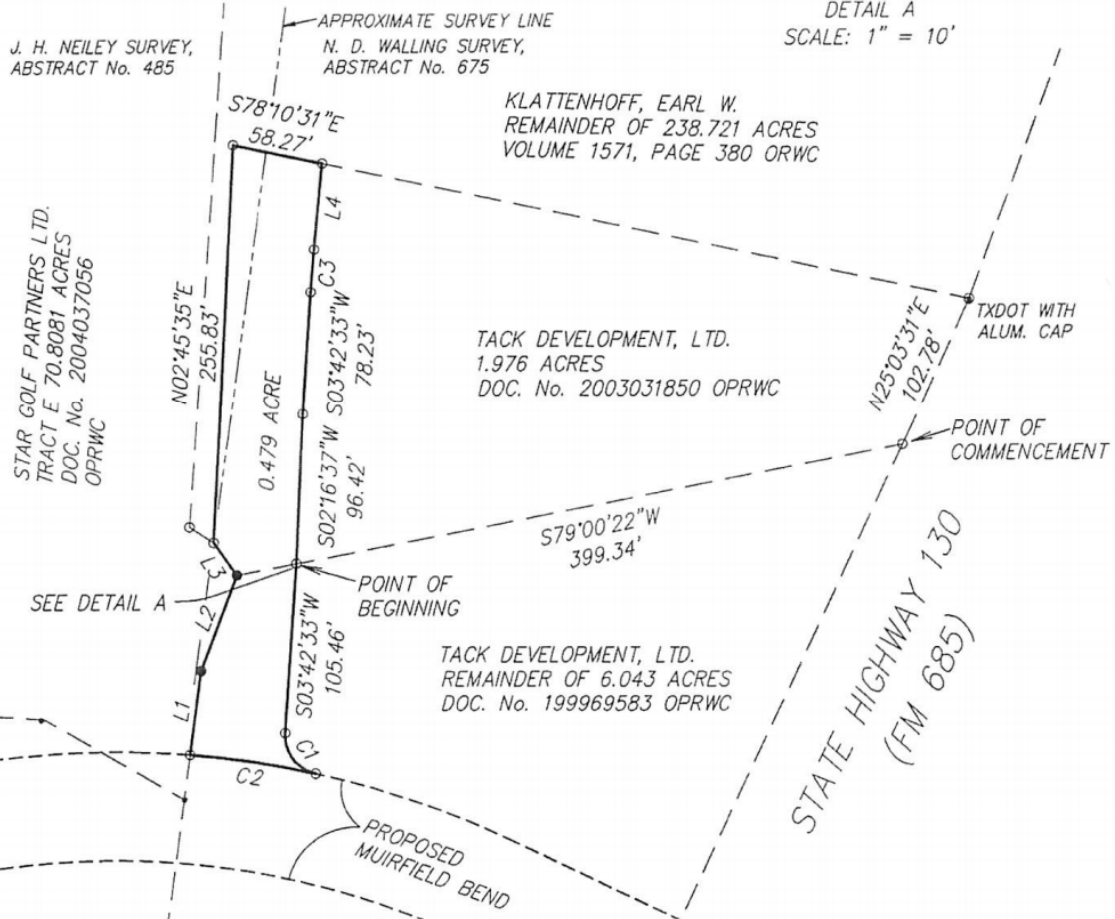 APPROXIMATE SURVEY LINE
DETAIL A
SCALE: 1" = 10'
J. H. NEILEY SURVEY,
ABSTRACT No. 485
N. D. WALLING SURVEY,
ABSTRACT No. 675
S78°10'31"E
58.27'
KLATTENHOFF, EARL W.
REMAINDER OF 238.721 ACRES
VOLUME 1571, PAGE 380 ORWC
L4
C3
STAR GOLF PARTNERS LTD.
TRACT E 70.8081 ACRES
DOC. No. 2004037056
OPRWC
N02°45'35"E
255.83'
0.479 ACRE
S03°42'33"W
78.23'
S02°16'37"W
96.42'
TACK DEVELOPMENT, LTD.
1.976 ACRES
DOC. No. 2003031850 OPRWC
N25°03'31"E
102.78'
TXDOT WITH
ALUM. CAP
POINT OF
COMMENCEMENT
S79°00'22"W
399.34'
L3
SEE DETAIL A
L2
POINT OF
BEGINNING
S03°42'33"W
105.46'
TACK DEVELOPMENT, LTD.
REMAINDER OF 6.043 ACRES
DOC. No. 199969583 OPRWC
L1
C1
C2
STATE HIGHWAY 130
(FM 685)
PROPOSED
MUIRFIELD BEND